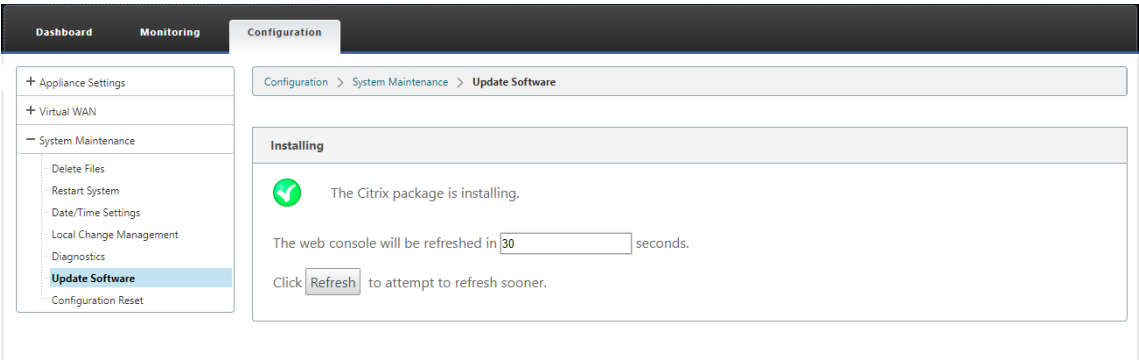 Dashboard Monitoring Configuration
+ Appliance Settings
+ Virtual WAN
− System Maintenance
Delete Files
Restart System
Date/Time Settings
Local Change Management
Diagnostics
Update Software
Configuration Reset
Configuration > System Maintenance > Update Software
Installing
The Citrix package is installing.
The web console will be refreshed in 30 seconds.
Click Refresh to attempt to refresh sooner.